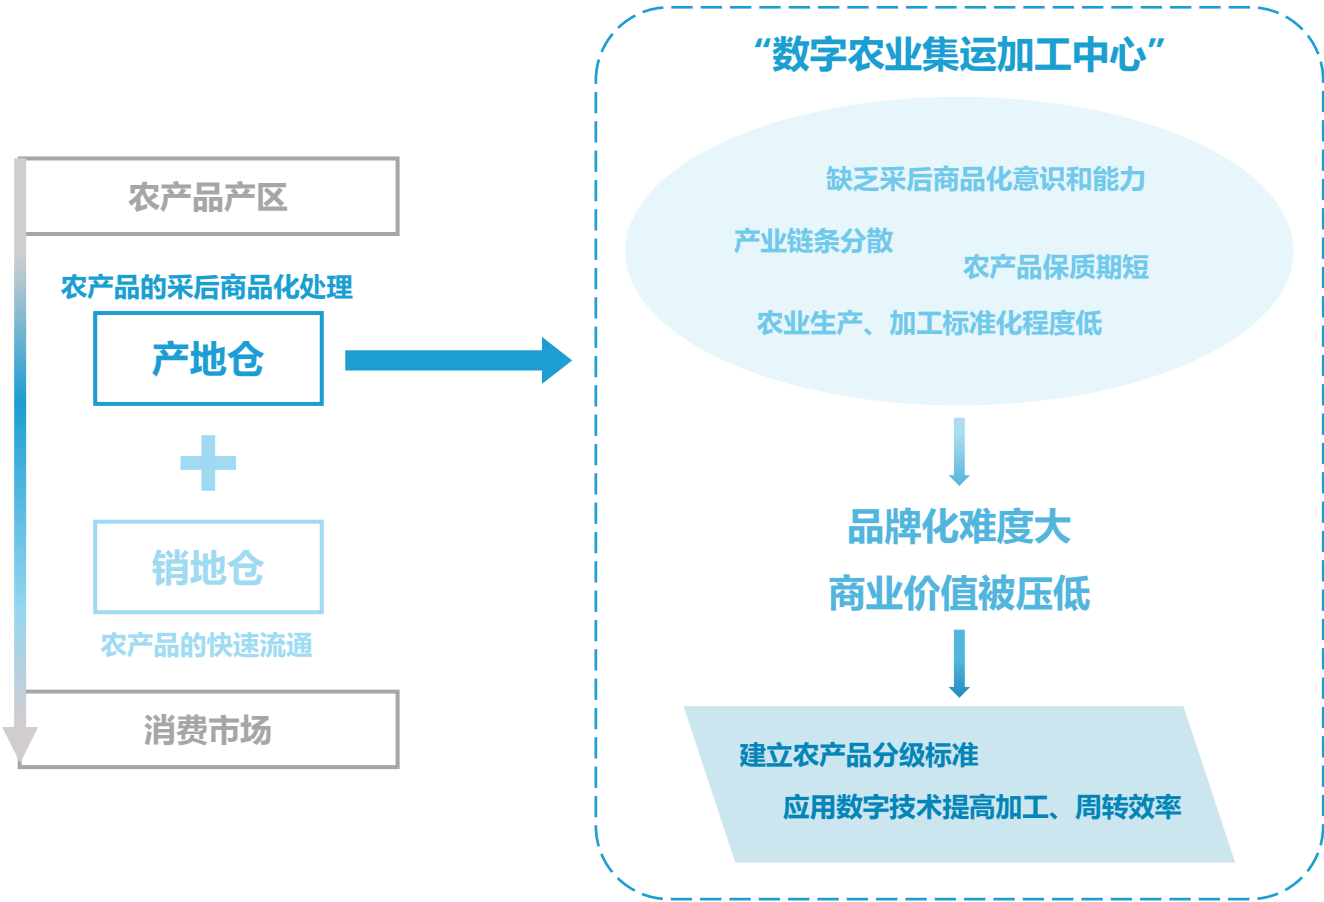 农产品产区
农产品的采后商品化处理
产地仓
销地仓
农产品的快速流通
消费市场
“数字农业集运加工中心”
缺乏采后商品化意识和能力
产业链条分散
农产品保质期短
农业生产、加工标准化程度低
品牌化难度大
商业价值被压低
建立农产品分级标准
应用数字技术提高加工、周转效率